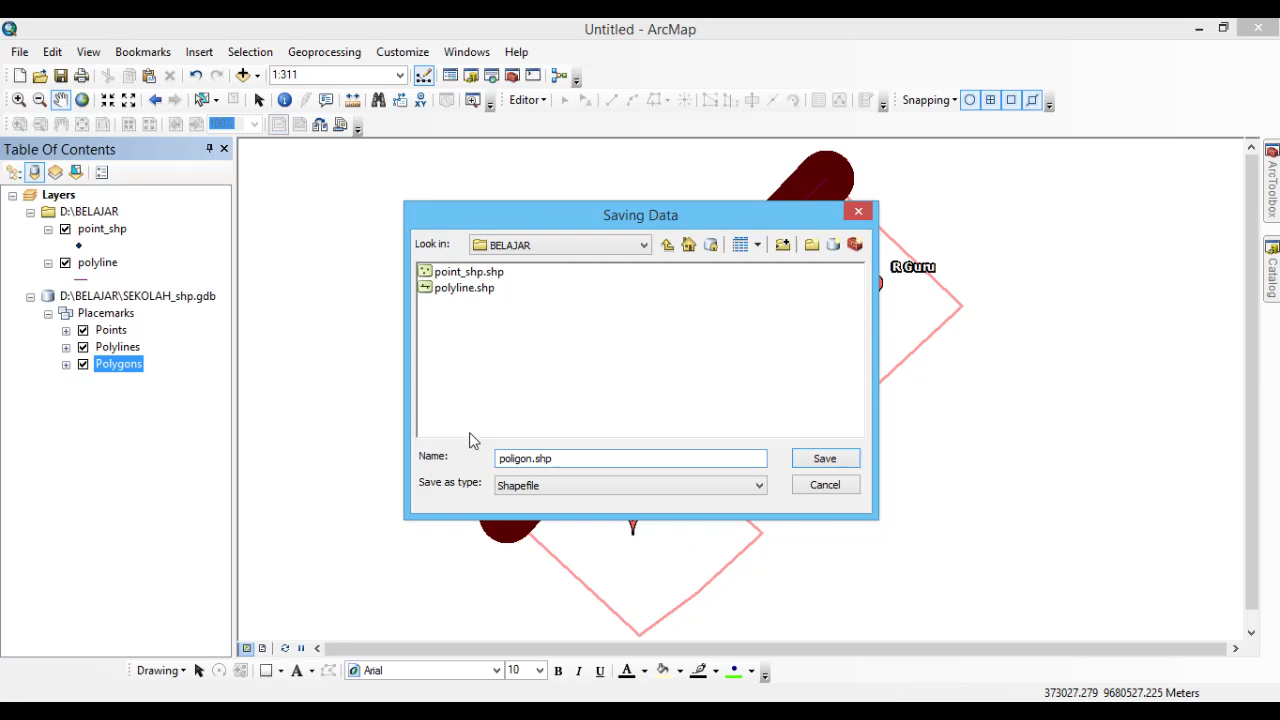 Untitled - ArcMap
File Edit View Bookmarks Insert Selection Geoprocessing Customize Windows Help
1:311
Editor Snapping
100%
Table Of Contents
Layers
D:\BELAJAR
point_shp
polyline
D:\BELAJAR\SEKOLAH_shp.gdb
Placemarks
Points
Polylines
Polygons
Saving Data
Look in: BELAJAR
point_shp.shp
polyline.shp
Name: poligon.shp Save
Save as type: Shapefile Cancel
R Guru
ArcToolbox
Catalog
Drawing A Arial 10 B I U A
373027.279 9680527.225 Meters